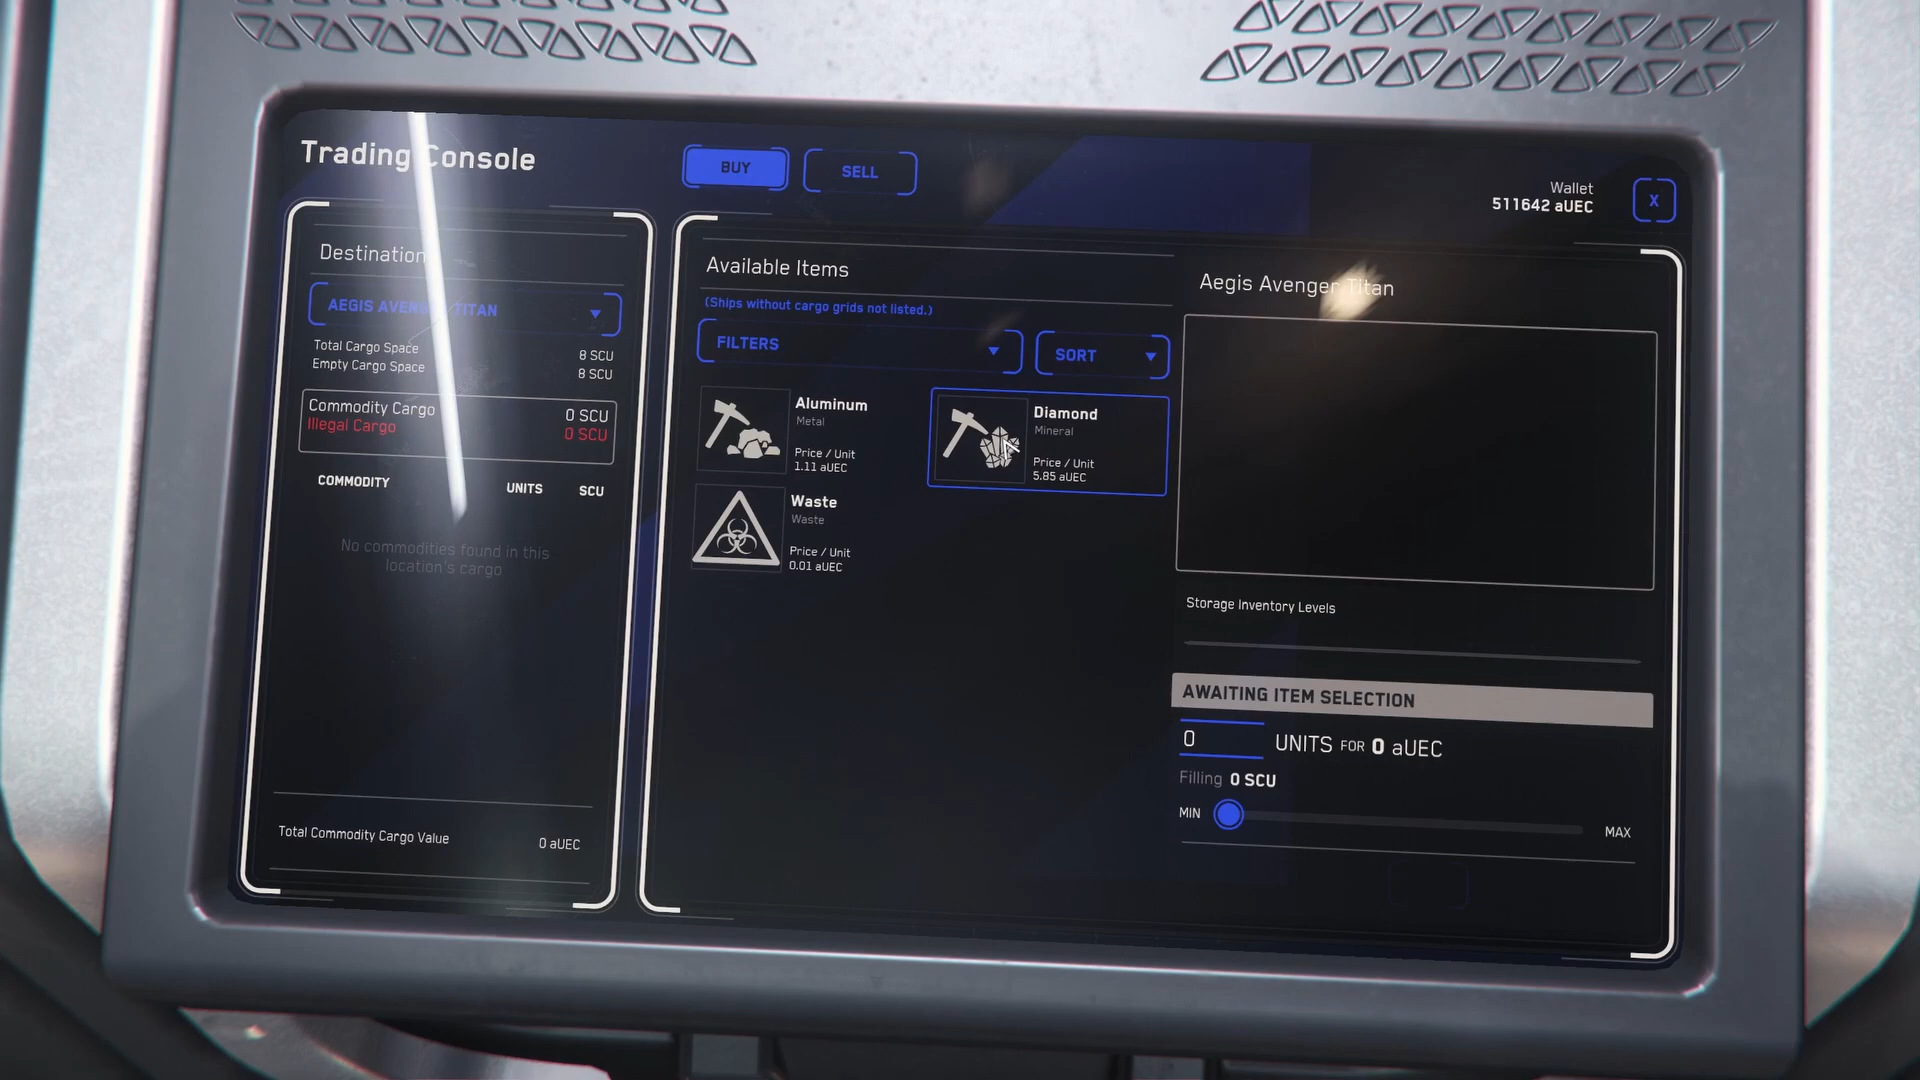 Trading Console
BUY
SELL
Wallet
511642 aUEC
X
Destination
AEGIS AVENGER TITAN
Total Cargo Space 8 SCU
Empty Cargo Space 8 SCU
Commodity Cargo 0 SCU
Illegal Cargo 0 SCU
COMMODITY UNITS SCU
No commodities found in this
location's cargo
Total Commodity Cargo Value 0 aUEC
Available Items
(Ships without cargo grids not listed.)
FILTERS
SORT
Aluminum
Metal
Price / Unit
1.11 aUEC
Diamond
Mineral
Price / Unit
5.85 aUEC
Waste
Waste
Price / Unit
0.01 aUEC
Aegis Avenger Titan
Storage Inventory Levels
AWAITING ITEM SELECTION
0 UNITS FOR 0 aUEC
Filling 0 SCU
MIN MAX